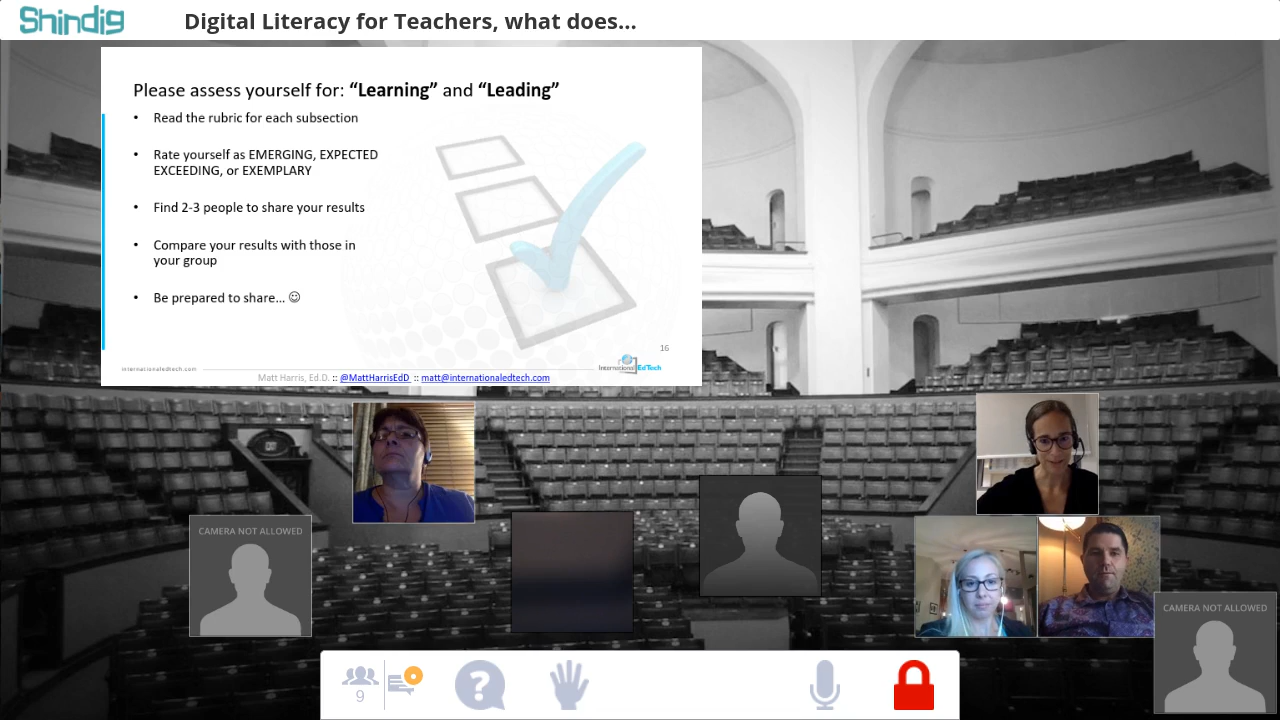 Shindig
Digital Literacy for Teachers, what does...
Please assess yourself for: “Learning” and “Leading”
• Read the rubric for each subsection
• Rate yourself as EMERGING, EXPECTED
EXCEEDING, or EXEMPLARY
• Find 2-3 people to share your results
• Compare your results with those in
your group
• Be prepared to share... ☺
16
internationaledtech.com
International EdTech
Matt Harris, Ed.D. :: @MattHarrisEdD :: matt@internationaledtech.com
CAMERA NOT ALLOWED
CAMERA NOT ALLOWED
9
?